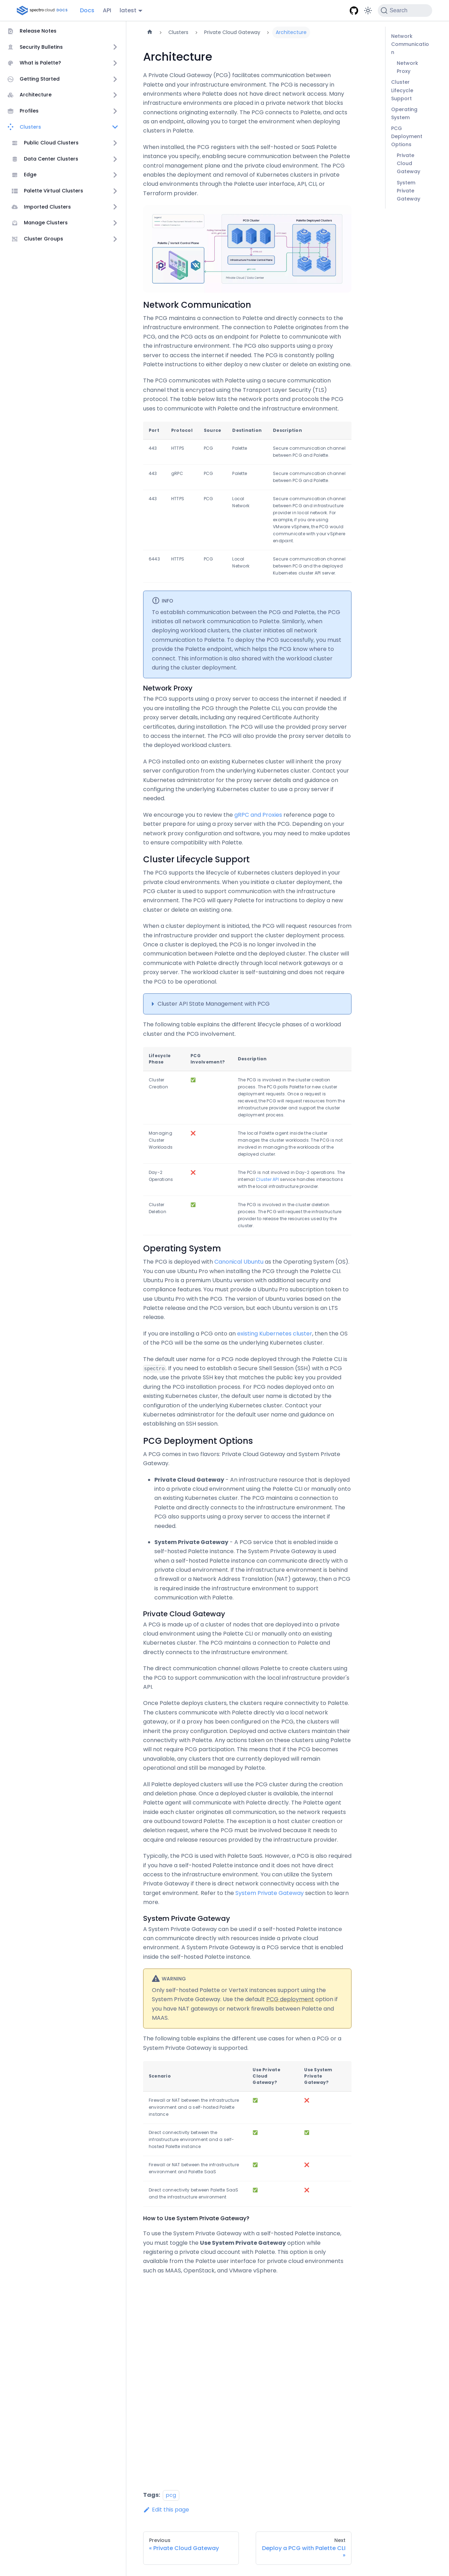 spectro cloud DOCS
Docs
API
latest
Search
Release Notes
Security Bulletins
What is Palette?
Getting Started
Architecture
Profiles
Clusters
Public Cloud Clusters
Data Center Clusters
Edge
Palette Virtual Clusters
Imported Clusters
Manage Clusters
Cluster Groups
Clusters
Private Cloud Gateway
Architecture
Architecture
A Private Cloud Gateway (PCG) facilitates communication between
Palette and your infrastructure environment. The PCG is necessary in
environments where Palette does not have direct network access. Many
infrastructure environments are placed in a private network that blocks
connections originating externally. The PCG connects to Palette, acts
as an endpoint, allowing you to target the environment when deploying
clusters in Palette.
When installed, the PCG registers with the self-hosted or SaaS Palette
instance you specify, enabling secure communication between the
Palette instance and the private cloud environment. The PCG enables
you to deploy and manage Kubernetes clusters in private cloud
environments through the Palette user interface, API, CLI, or
Terraform provider.
Network Communication
The PCG maintains a connection to Palette and directly connects to the
infrastructure environment. The connection to Palette originates from the
PCG, and the PCG acts as an endpoint for Palette to communicate with
the infrastructure environment. The PCG also supports using a proxy
server to access the internet if needed. The PCG is constantly polling
Palette instructions to either deploy a new cluster or delete an existing one.
The PCG communicates with Palette using a secure communication
channel that is encrypted using the Transport Layer Security (TLS)
protocol. The table below lists the network ports and protocols the PCG
uses to communicate with Palette and the infrastructure environment.
Port Protocol Source Destination Description
443 HTTPS PCG Palette Secure communication channel between PCG and Palette
443 gRPC PCG Palette Secure communication channel between PCG and Palette
443 HTTPS PCG Local Network Secure communication channel between PCG and infrastructure provider in local network. For example, if you are using VMware vSphere, the PCG would communicate with your vSphere endpoint.
6443 HTTPS PCG Local Network Secure communication channel between PCG and the deployed Kubernetes cluster API server
INFO
To establish communication between the PCG and Palette, the PCG
initiates all network communication to Palette. Similarly, when
deploying workload clusters, the cluster initiates all network
communication to Palette. To deploy the PCG successfully, you must
provide the Palette endpoint, which helps the PCG know where to
connect. This information is also shared with the workload cluster
during the cluster deployment.
Network Proxy
The PCG supports using a proxy server to access the internet if needed. If
you are installing the PCG through the Palette CLI, you can provide the
proxy server details, including any required Certificate Authority
certificates, during installation. The PCG will use the provided proxy server
to access the internet. The PCG will also provide the proxy server details to
the deployed workload clusters.
A PCG installed onto an existing Kubernetes cluster will inherit the proxy
server configuration from the underlying Kubernetes cluster. Contact your
Kubernetes administrator for the proxy server details and guidance on
configuring the underlying Kubernetes cluster to use a proxy server if
needed.
We encourage you to review the gRPC and Proxies reference page to
better prepare for using a proxy server with the PCG. Depending on your
network proxy configuration and software, you may need to make updates
to ensure compatibility with Palette.
Cluster Lifecycle Support
The PCG supports the lifecycle of Kubernetes clusters deployed in your
private cloud environments. When you initiate a cluster deployment, the
PCG cluster is used to support communication with the infrastructure
environment. The PCG will query Palette for instructions to deploy a new
cluster or delete an existing one.
When a cluster deployment is initiated, the PCG will request resources from
the infrastructure provider and support the cluster deployment process.
Once a cluster is deployed, the PCG is no longer involved in the
communication between Palette and the deployed cluster. The cluster will
communicate with Palette directly through local network gateways or a
proxy server. The workload cluster is self-sustaining and does not require
the PCG to be operational.
Cluster API State Management with PCG
The following table explains the different lifecycle phases of a workload
cluster and the PCG involvement.
Lifecycle Phase PCG Involvement? Description
Cluster Creation ✅ The PCG is involved in the cluster creation process. The PCG polls Palette for new cluster deployment requests. Once a request is received, the PCG will request resources from the infrastructure provider and support the cluster deployment process.
Managing Cluster Workloads ❌ The local Palette agent inside the cluster manages the cluster workloads. The PCG is not involved in managing the workloads of the deployed cluster.
Day-2 Operations ❌ The PCG is not involved in Day-2 operations. The internal Cluster API service handles interactions with the local infrastructure provider.
Cluster Deletion ✅ The PCG is involved in the cluster deletion process. The PCG will request the infrastructure provider to release the resources used by the cluster.
Operating System
The PCG is deployed with Canonical Ubuntu as the Operating System (OS).
You can use Ubuntu Pro when installing the PCG through the Palette CLI.
Ubuntu Pro is a premium Ubuntu version with additional security and
compliance features. You must provide a Ubuntu Pro subscription token to
use Ubuntu Pro with the PCG. The version of Ubuntu varies based on the
Palette release and the PCG version, but each Ubuntu version is an LTS
release.
If you are installing a PCG onto an existing Kubernetes cluster, then the OS
of the PCG will be the same as the underlying Kubernetes cluster.
The default user name for a PCG node deployed through the Palette CLI is
spectro. If you need to establish a Secure Shell Session (SSH) with a PCG
node, use the private SSH key that matches the public key you provided
during the PCG installation process. For PCG nodes deployed onto an
existing Kubernetes cluster, the default user name is dictated by the
configuration of the underlying Kubernetes cluster. Contact your
Kubernetes administrator for the default user name and guidance on
establishing an SSH session.
PCG Deployment Options
A PCG comes in two flavors: Private Cloud Gateway and System Private
Gateway.
Private Cloud Gateway - An infrastructure resource that is deployed
into a private cloud environment using the Palette CLI or manually onto
an existing Kubernetes cluster. The PCG maintains a connection to
Palette and directly connects to the infrastructure environment. The
PCG also supports using a proxy server to access the internet if
needed.
System Private Gateway - A PCG service that is enabled inside a
self-hosted Palette instance. The System Private Gateway is used
when a self-hosted Palette instance can communicate directly with a
private cloud environment. If the infrastructure environment is behind
a firewall or a Network Address Translation (NAT) gateway, then a PCG
is required inside the infrastructure environment to support
communication with Palette.
Private Cloud Gateway
A PCG is made up of a cluster of nodes that are deployed into a private
cloud environment using the Palette CLI or manually onto an existing
Kubernetes cluster. The PCG maintains a connection to Palette and
directly connects to the infrastructure environment.
The direct communication channel allows Palette to create clusters using
the PCG to support communication with the local infrastructure provider's
API.
Once Palette deploys clusters, the clusters require connectivity to Palette.
The clusters communicate with Palette directly via a local network
gateway, or if a proxy has been configured on the PCG, the clusters will
inherit the proxy configuration. Deployed and active clusters maintain their
connectivity with Palette. Any actions taken on these clusters using Palette
will not require PCG participation. This means that if the PCG becomes
unavailable, any clusters that are currently deployed will remain
operational and still be managed by Palette.
All Palette deployed clusters will use the PCG cluster during the creation
and deletion phase. Once a deployed cluster is available, the internal
Palette agent will communicate with Palette directly. The Palette agent
inside each cluster originates all communication, so the network requests
are outbound toward Palette. The exception is a host cluster creation or
deletion request, where the PCG must be involved because it needs to
acquire and release resources provided by the infrastructure provider.
Typically, the PCG is used with Palette SaaS. However, a PCG is also required
if you have a self-hosted Palette instance and it does not have direct
access to the infrastructure environment. You can utilize the System
Private Gateway if there is direct network connectivity access with the
target environment. Refer to the System Private Gateway section to learn
more.
System Private Gateway
A System Private Gateway can be used if a self-hosted Palette instance
can communicate directly with resources inside a private cloud
environment. A System Private Gateway is a PCG service that is enabled
inside the self-hosted Palette instance.
WARNING
Only self-hosted Palette or VerteX instances support using the
System Private Gateway. Use the default PCG deployment option if
you have NAT gateways or network firewalls between Palette and
MAAS.
The following table explains the different use cases for when a PCG or a
System Private Gateway is supported.
Scenario Use Private Cloud Gateway? Use System Private Gateway?
Firewall or NAT between the infrastructure environment and a self-hosted Palette instance ✅ ❌
Direct connectivity between the infrastructure environment and a self-hosted Palette instance ✅ ✅
Firewall or NAT between the infrastructure environment and Palette SaaS ✅ ❌
Direct connectivity between Palette SaaS and the infrastructure environment ✅ ❌
How to Use System Private Gateway?
To use the System Private Gateway with a self-hosted Palette instance,
you must toggle the Use System Private Gateway option while
registering a private cloud account with Palette. This option is only
available from the Palette user interface for private cloud environments
such as MAAS, OpenStack, and VMware vSphere.
Tags: pcg
Edit this page
Previous
« Private Cloud Gateway
Next
Deploy a PCG with Palette CLI
»
Network Communication
Network Proxy
Cluster Lifecycle Support
Operating System
PCG Deployment Options
Private Cloud Gateway
System Private Gateway